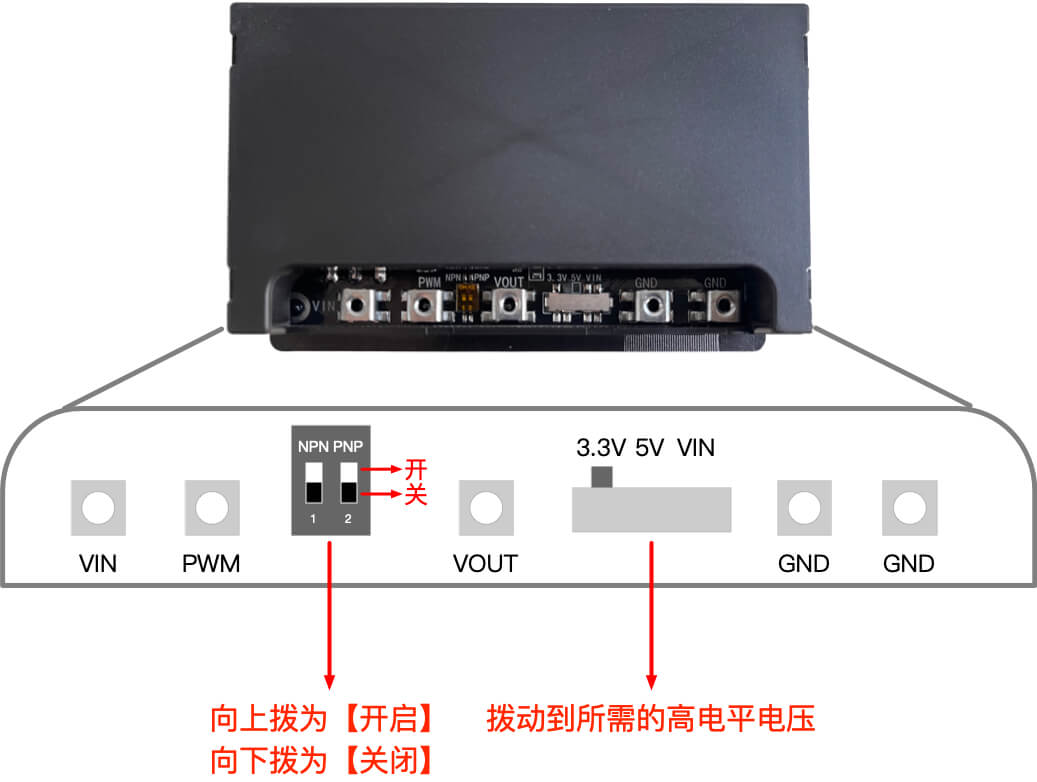 PWM
NPN
PNP
VOUT
3.3V 5V VIN
GND
GND
VIN
NPN PNP
开
关
1 2
3.3V 5V VIN
VIN
PWM
VOUT
GND
GND
向上拨为【开启】
向下拨为【关闭】
拨动到所需的高电平电压